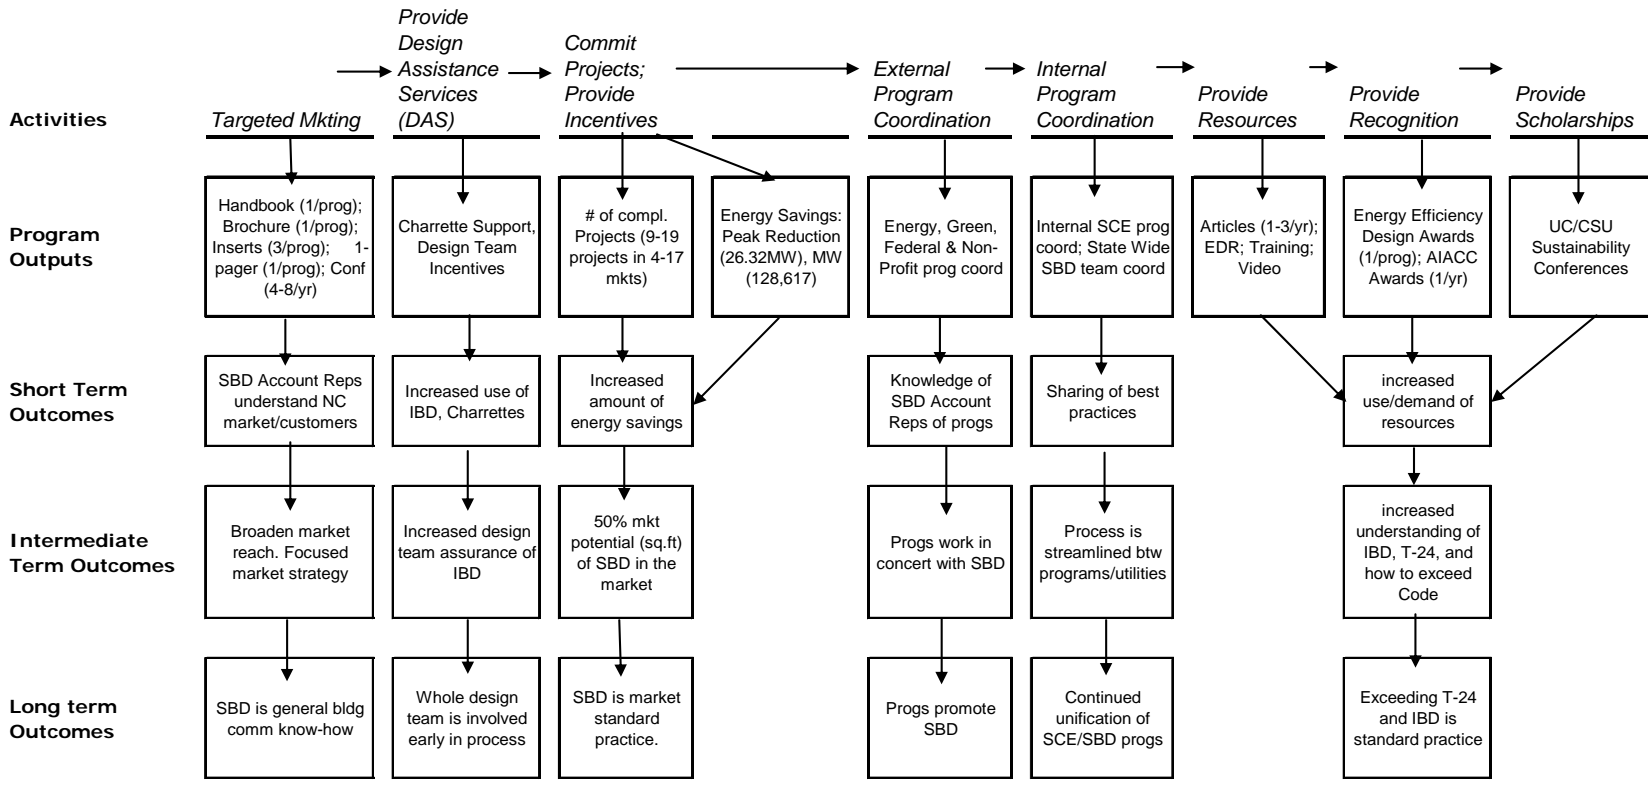 Activities
Targeted Mkting
Provide
Design
Assistance
Services
(DAS)
Commit
Projects;
Provide
Incentives
External
Program
Coordination
Internal
Program
Coordination
Provide
Resources
Provide
Recognition
Provide
Scholarships
Program
Outputs
Handbook (1/prog);
Brochure (1/prog);
Inserts (3/prog); 1-
pager (1/prog); Conf
(4-8/yr)
Charrette Support,
Design Team
Incentives
# of compl.
Projects (9-19
projects in 4-17
mkts)
Energy Savings:
Peak Reduction
(26.32MW), MW
(128,617)
Energy, Green,
Federal & Non-
Profit prog coord
Internal SCE prog
coord; State Wide
SBD team coord
Articles (1-3/yr);
EDR; Training;
Video
Energy Efficiency
Design Awards
(1/prog); AIACC
Awards (1/yr)
UC/CSU
Sustainability
Conferences
Short Term
Outcomes
SBD Account Reps
understand NC
market/customers
Increased use of
IBD, Charrettes
Increased
amount of
energy savings
Knowledge of
SBD Account
Reps of progs
Sharing of best
practices
increased
use/demand of
resources
Intermediate
Term Outcomes
Broaden market
reach. Focused
market strategy
Increased design
team assurance of
IBD
50% mkt
potential (sq.ft)
of SBD in the
market
Progs work in
concert with SBD
Process is
streamlined btw
programs/utilities
increased
understanding of
IBD, T-24, and
how to exceed
Code
Long term
Outcomes
SBD is general bldg
comm know-how
Whole design
team is involved
early in process
SBD is market
standard
practice.
Progs promote
SBD
Continued
unification of
SCE/SBD progs
Exceeding T-24
and IBD is
standard practice